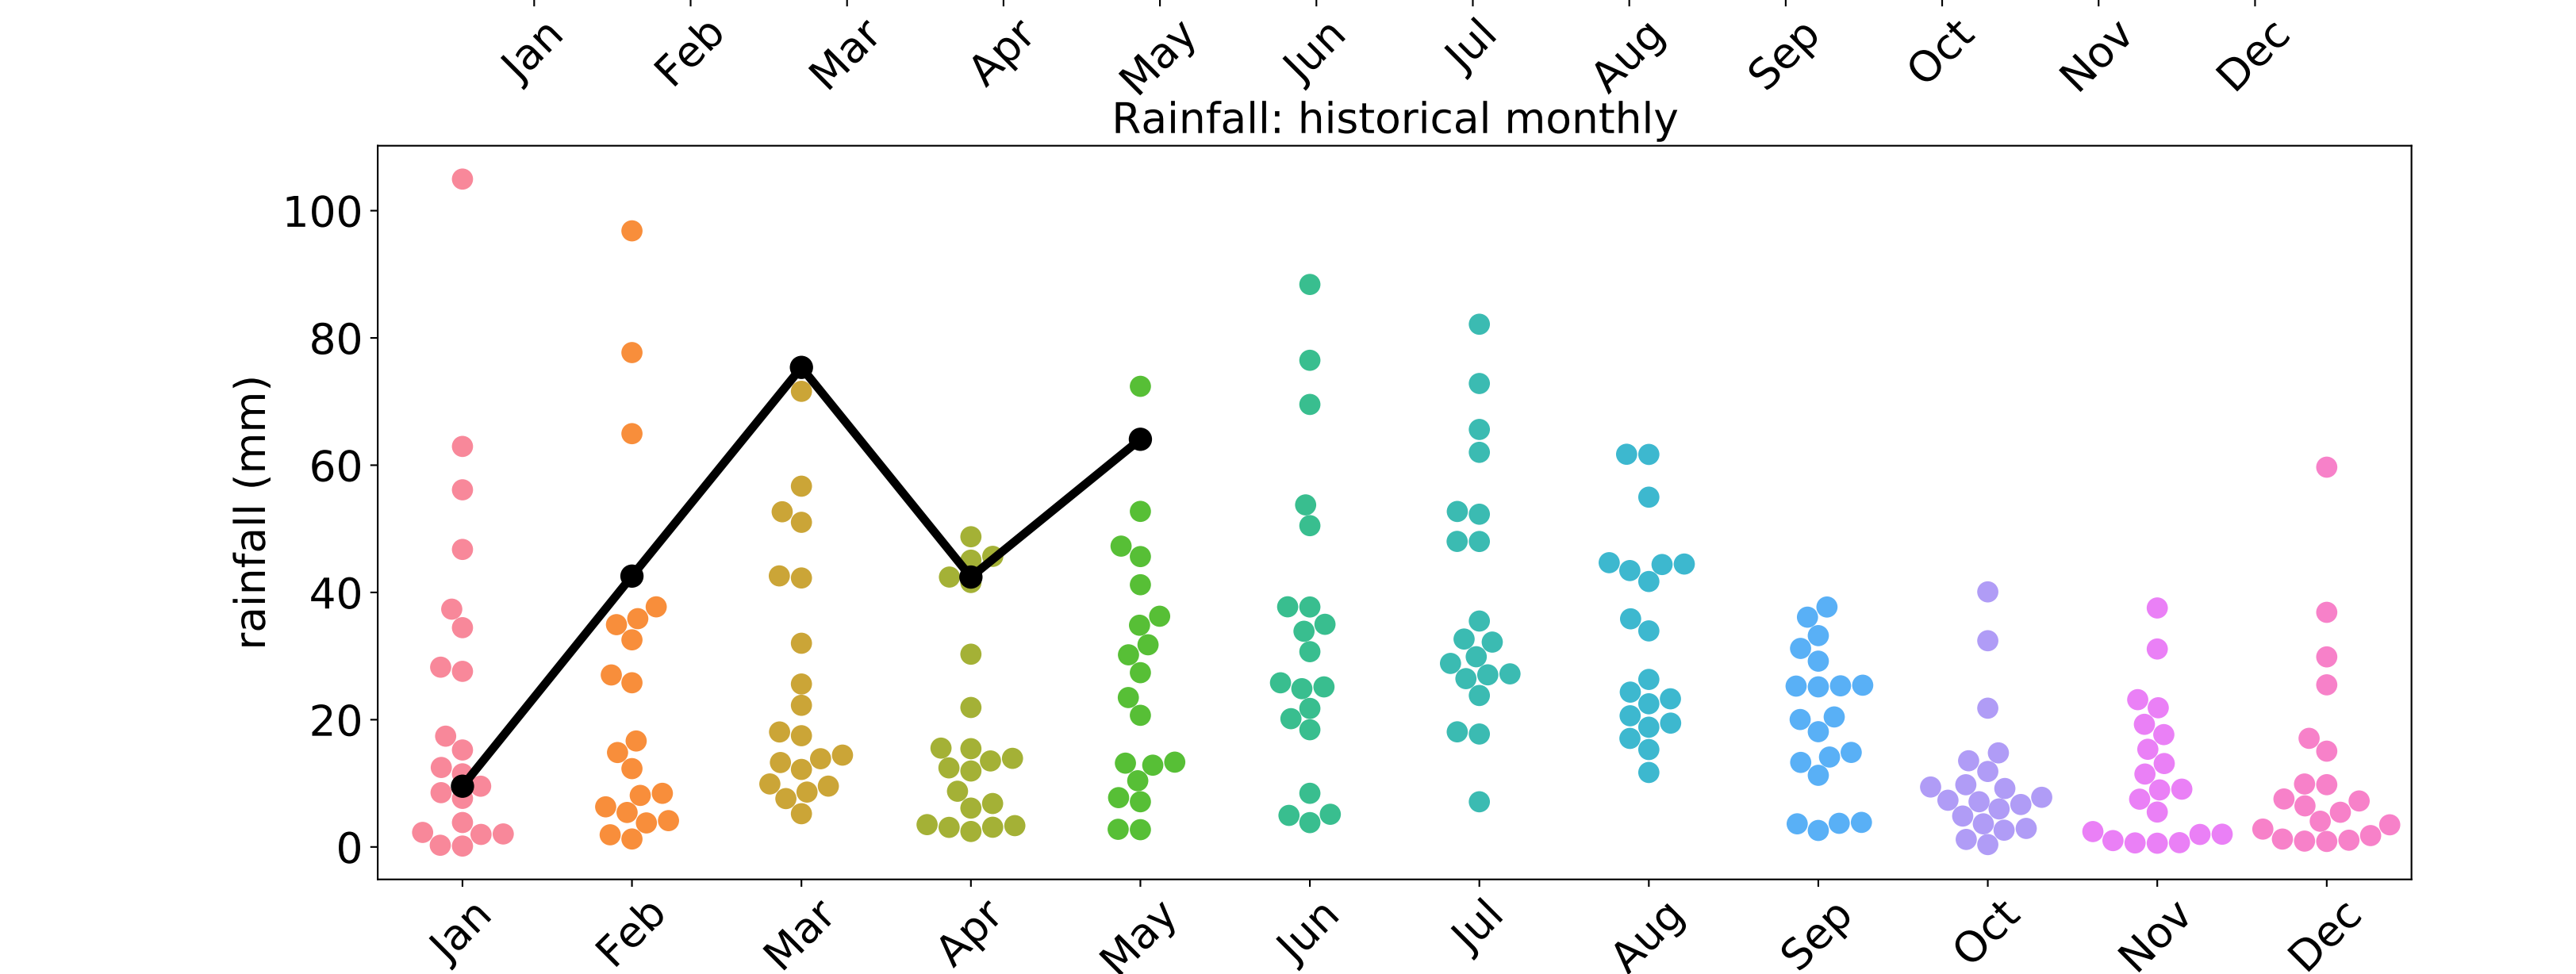 Jan Feb Mar Apr May Jun Jul Aug Sep Oct Nov Dec
Rainfall: historical monthly
rainfall (mm)
100
80
60
40
20
0
Jan Feb Mar Apr May Jun Jul Aug Sep Oct Nov Dec